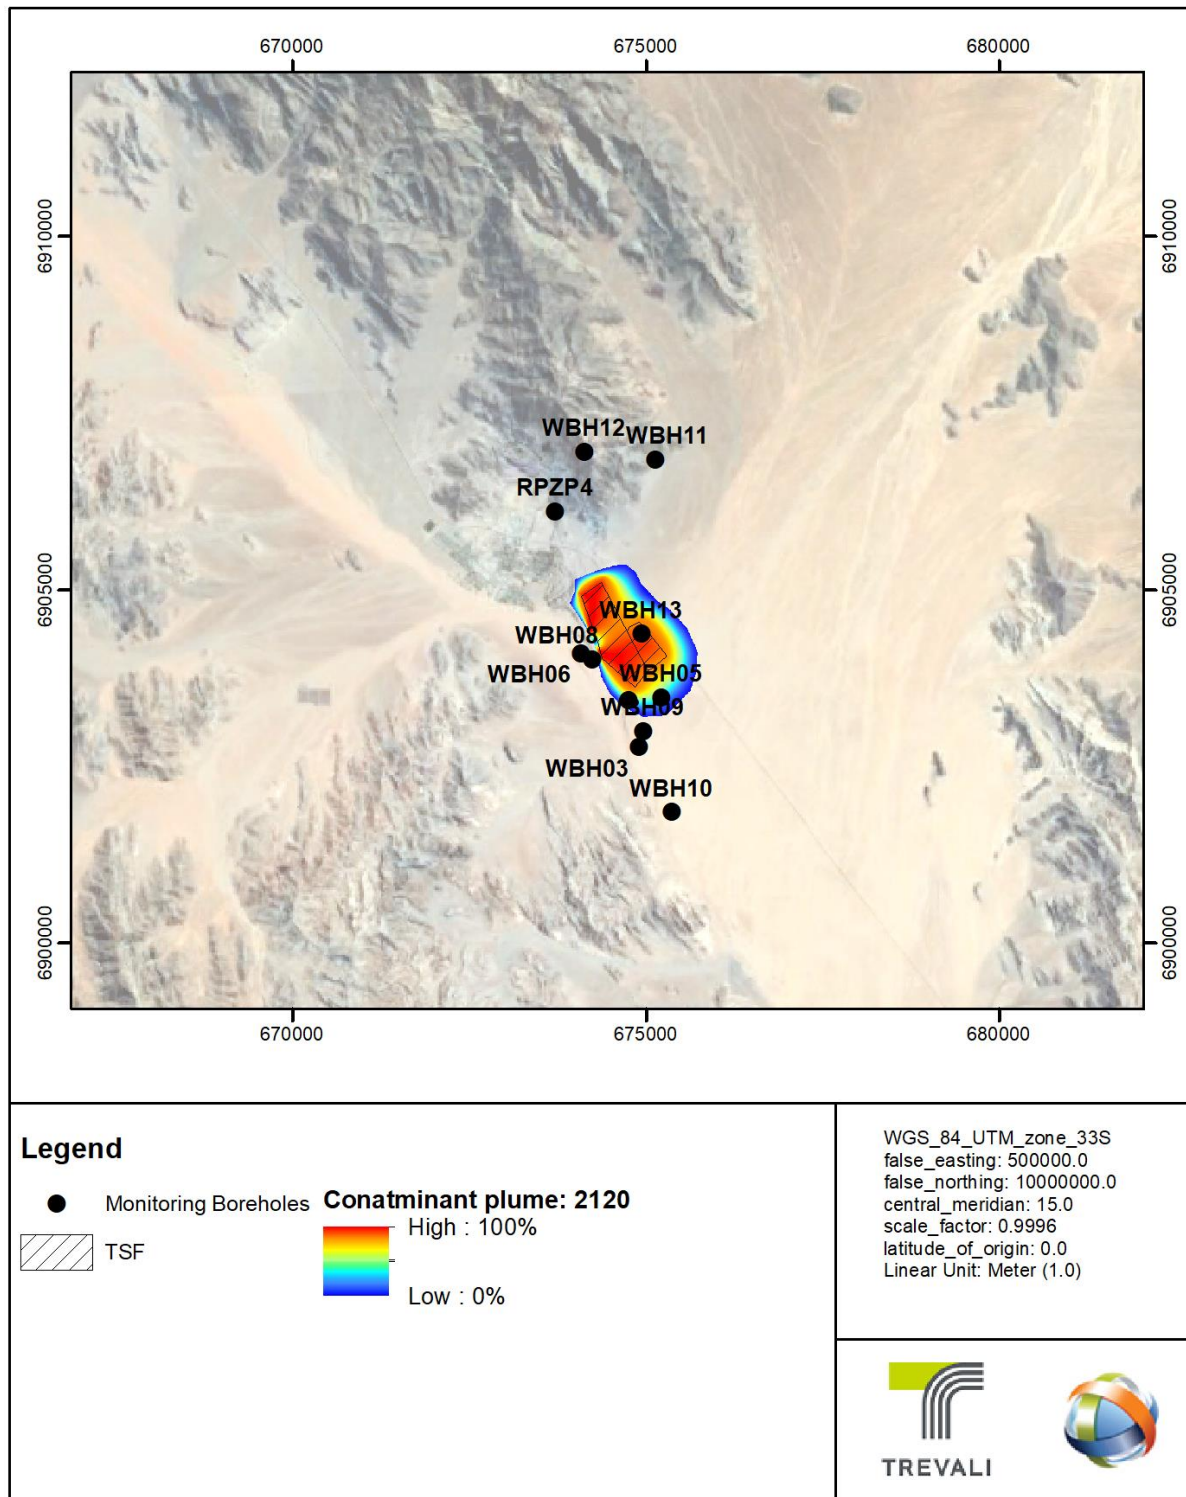 670000
675000
680000
6910000
6910000
WBH12
WBH11
RPZP4
6905000
6905000
WBH13
WBH08
WBH06
WBH05
WBH09
WBH03
WBH10
6900000
6900000
670000
675000
680000
Legend
Monitoring Boreholes
TSF
Conatminant plume: 2120
High : 100%
Low : 0%
WGS_84_UTM_zone_33S
false_easting: 500000.0
false_northing: 10000000.0
central_meridian: 15.0
scale_factor: 0.9996
latitude_of_origin: 0.0
Linear Unit: Meter (1.0)
TREVALI